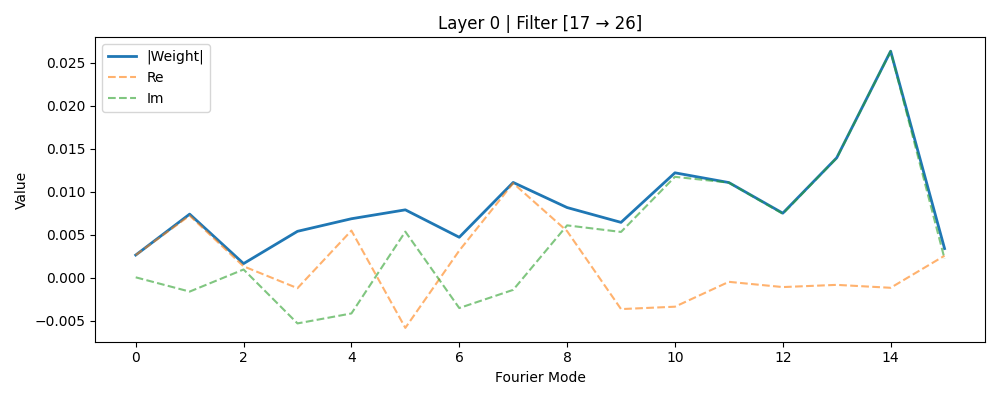 Layer 0 | Filter [17 → 26]
|Weight|
Re
Im
Value
0.025
0.020
0.015
0.010
0.005
0.000
−0.005
0 2 4 6 8 10 12 14
Fourier Mode